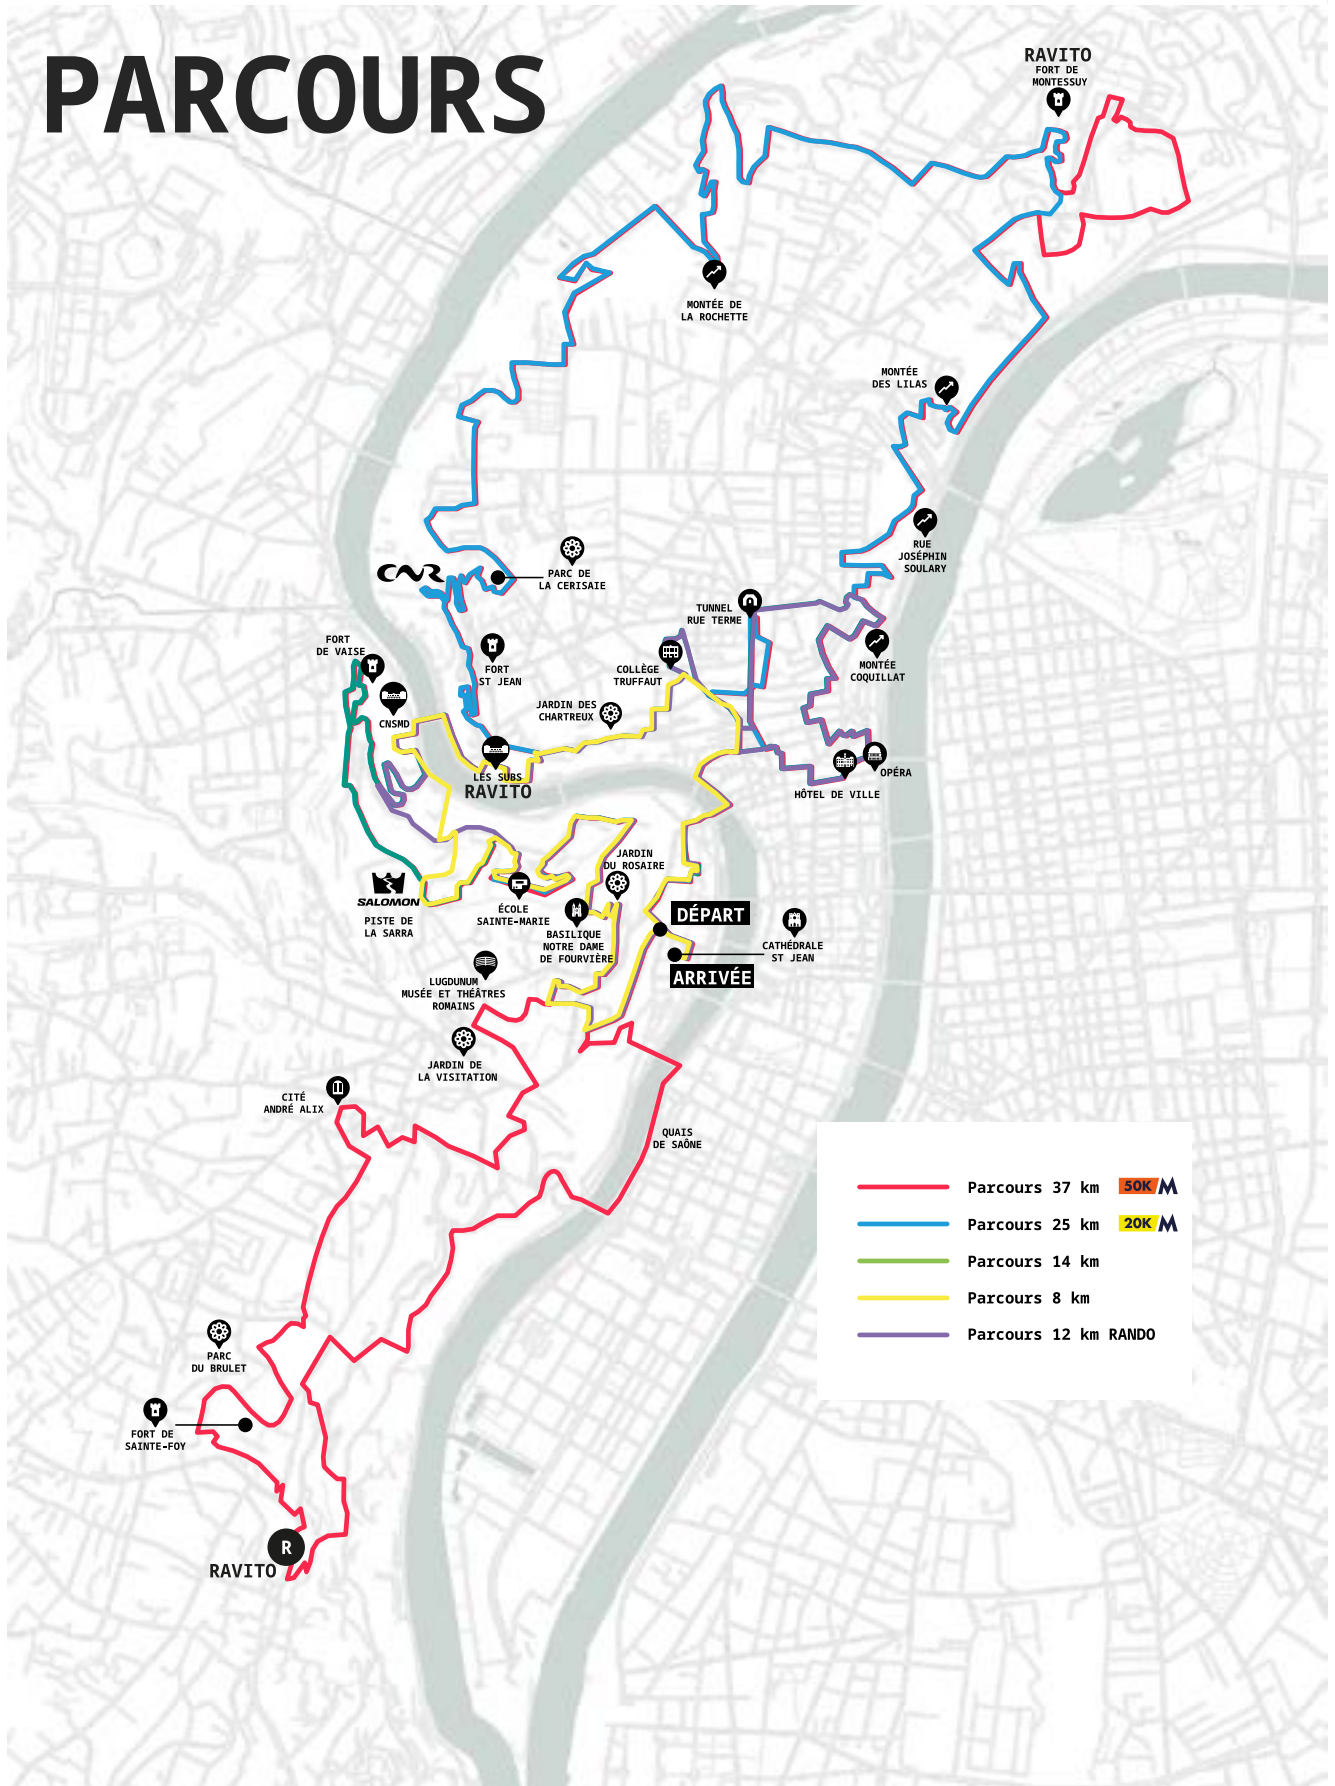 PARCOURS
RAVITO
FORT DE
MONTESSUY
MONTÉE DE
LA ROCHETTE
MONTÉE
DES LILAS
RUE
JOSÉPHIN
SOULARY
CNR
PARC DE
LA CERISAIE
TUNNEL
RUE TERME
FORT
DE VAISE
FORT
ST JEAN
COLLÈGE
TRUFFAUT
MONTÉE
COQUILLAT
CNSMD
JARDIN DES
CHARTREUX
LES SUBS
RAVITO
OPÉRA
HÔTEL DE VILLE
JARDIN
DU ROSAIRE
SALOMON
PISTE DE
LA SARRA
ÉCOLE
SAINTE-MARIE
BASILIQUE
NOTRE DAME
DE FOURVIÈRE
DÉPART
CATHÉDRALE
ST JEAN
ARRIVÉE
LUGDUNUM
MUSÉE ET THÉÂTRES
ROMAINS
JARDIN DE
LA VISITATION
CITÉ
ANDRÉ ALIX
QUAIS
DE SAÔNE
Parcours 37 km 50K M
Parcours 25 km 20K M
Parcours 14 km
Parcours 8 km
Parcours 12 km RANDO
PARC
DU BRULET
FORT DE
SAINTE-FOY
R
RAVITO